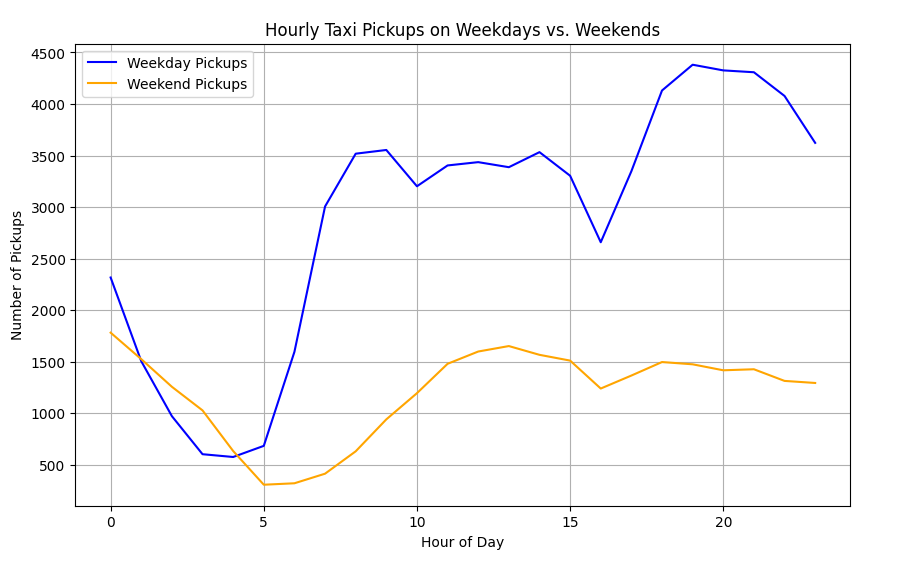 Hourly Taxi Pickups on Weekdays vs. Weekends
Weekday Pickups
Weekend Pickups
Number of Pickups
4500
4000
3500
3000
2500
2000
1500
1000
500
0 5 10 15 20
Hour of Day